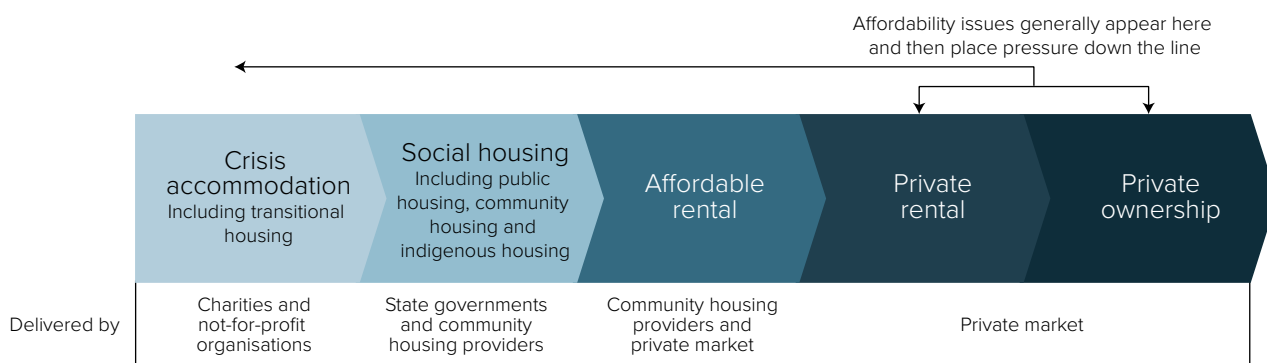 Affordability issues generally appear here
and then place pressure down the line
Crisis
accommodation
Including transitional
housing
Social housing
Including public
housing, community
housing and
indigenous housing
Affordable
rental
Private
rental
Private
ownership
Delivered by
Charities and
not-for-profit
organisations
State governments
and community
housing providers
Community housing
providers and
private market
Private market